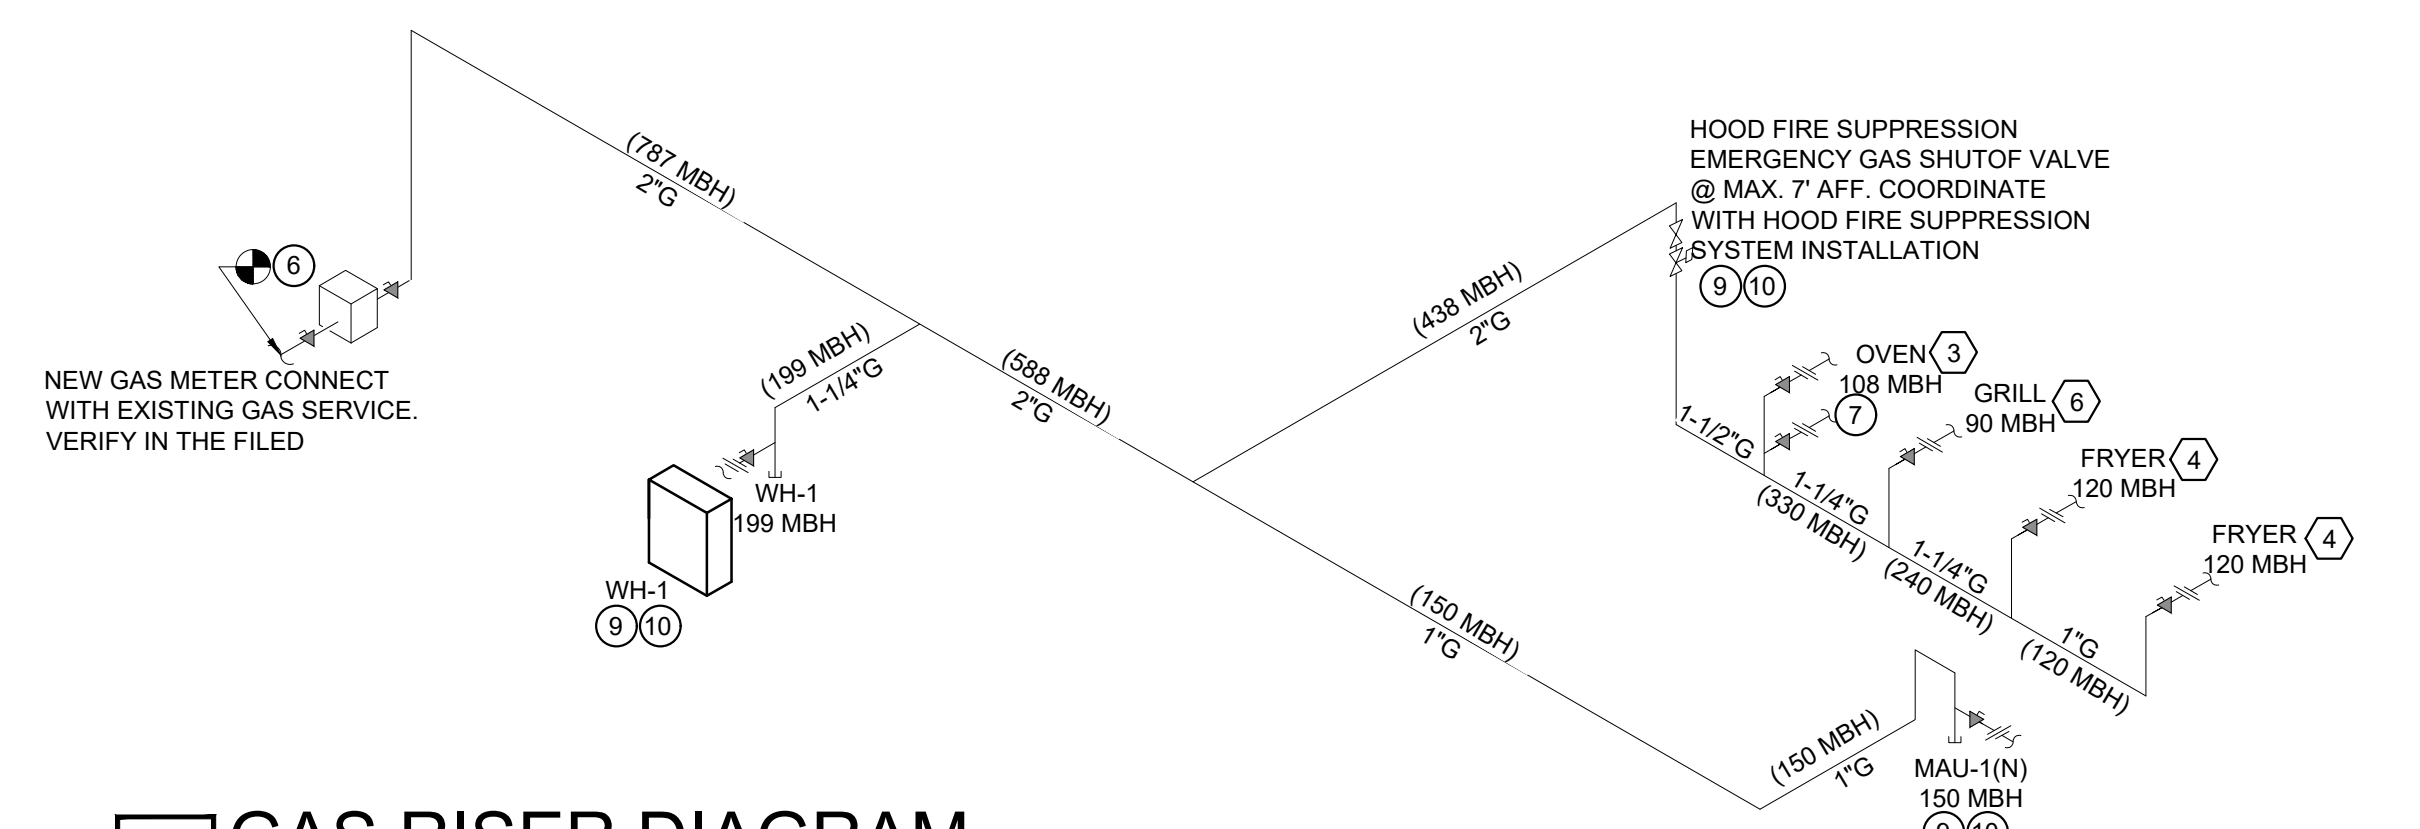 (787 MBH)
2"G
6
NEW GAS METER CONNECT
WITH EXISTING GAS SERVICE.
VERIFY IN THE FILED
(199 MBH)
1-1/4"G
WH-1
199 MBH
WH-1
9 10
(588 MBH)
2"G
(438 MBH)
2"G
HOOD FIRE SUPPRESSION
EMERGENCY GAS SHUTOF VALVE
@ MAX. 7' AFF. COORDINATE
WITH HOOD FIRE SUPPRESSION
SYSTEM INSTALLATION
9 10
OVEN 3
108 MBH
7
GRILL 6
90 MBH
FRYER 4
120 MBH
FRYER 4
120 MBH
1-1/2"G
1-1/4"G
(330 MBH)
1-1/4"G
(240 MBH)
1"G
(120 MBH)
(150 MBH)
1"G
(150 MBH)
1"G
MAU-1(N)
150 MBH
9 10
GAS RISER DIAGRAM